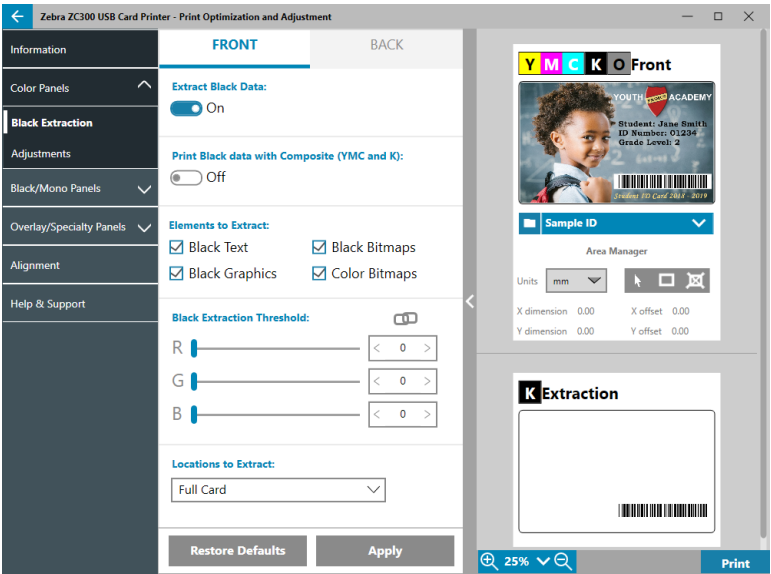 Zebra ZC300 USB Card Printer - Print Optimization and Adjustment
Information
Color Panels
Black Extraction
Adjustments
Black/Mono Panels
Overlay/Specialty Panels
Alignment
Help & Support
FRONT
BACK
Extract Black Data:
On
Print Black data with Composite (YMC and K):
Off
Elements to Extract:
Black Text
Black Bitmaps
Black Graphics
Color Bitmaps
Black Extraction Threshold:
R
< 0 >
G
< 0 >
B
< 0 >
Locations to Extract:
Full Card
Restore Defaults
Apply
Y M C K O Front
YOUTH ACADEMY
Student: Jane Smith
ID Number: 01234
Grade Level: 2
Student ID Card 2018 - 2019
Sample ID
Area Manager
Units mm
X dimension 0.00 X offset 0.00
Y dimension 0.00 Y offset 0.00
K Extraction
25%
Print